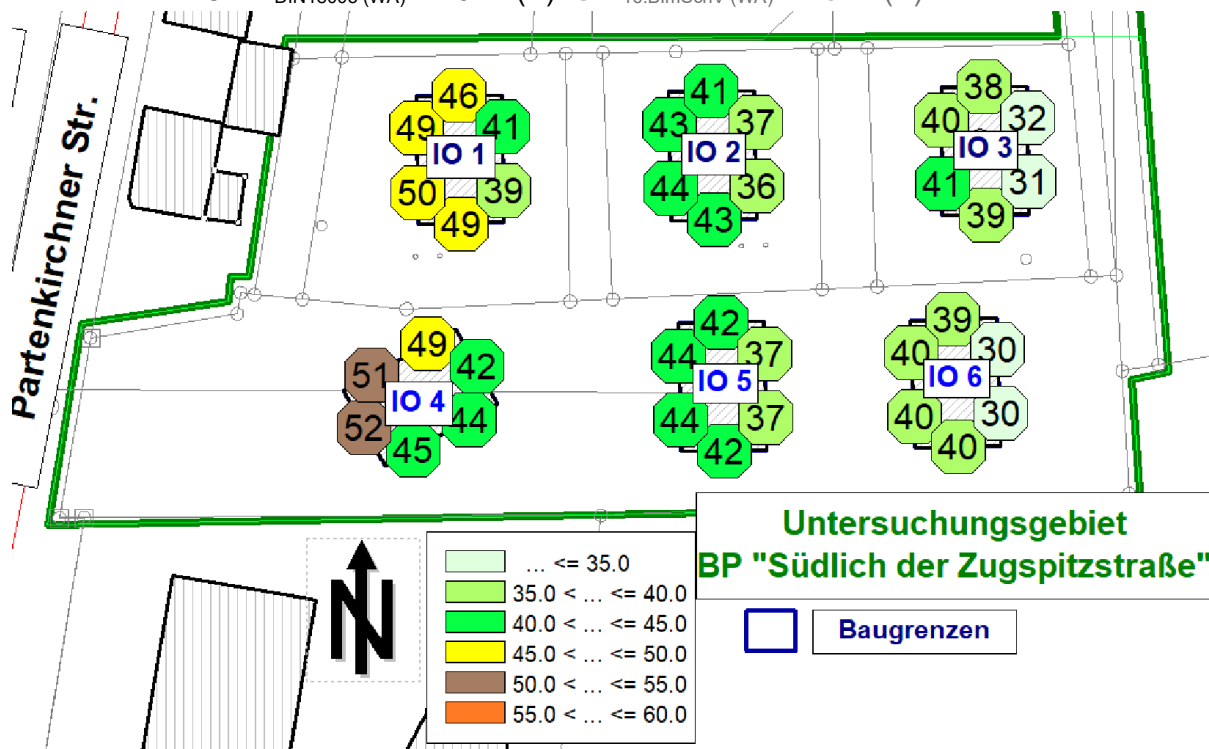 DIN18005 (WA)
Partenkirchner Str.
46
49
41
IO 1
50
39
49
41
43
37
IO 2
44
36
43
38
40
32
IO 3
41
31
39
49
51
42
IO 4
52
44
45
42
44
37
IO 5
44
37
42
39
40
30
IO 6
40
30
40
N
... <= 35.0
35.0 < ... <= 40.0
40.0 < ... <= 45.0
45.0 < ... <= 50.0
50.0 < ... <= 55.0
55.0 < ... <= 60.0
Untersuchungsgebiet
BP "Südlich der Zugspitzstraße"
Baugrenzen